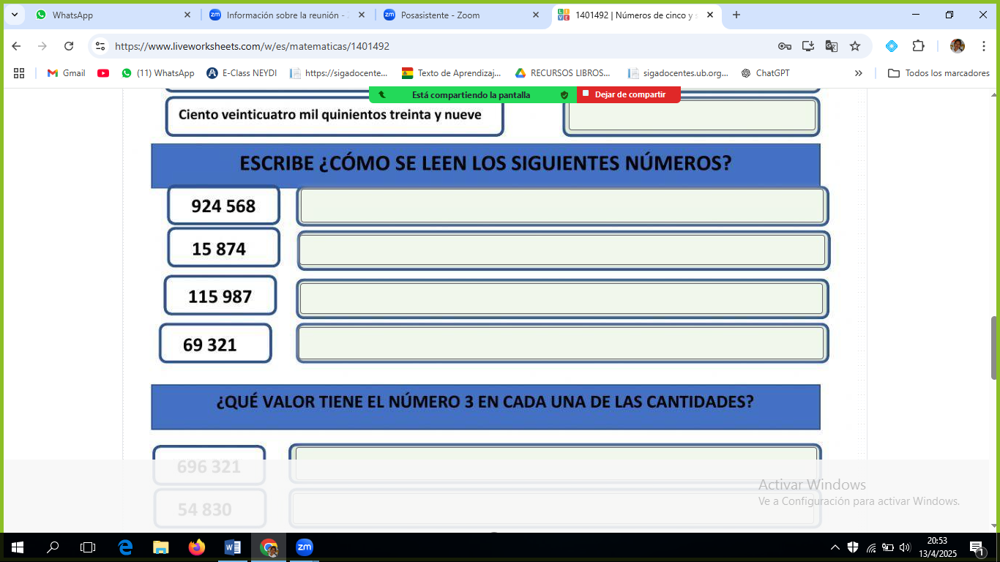 WhatsApp
Información sobre la reunión -
Posasistente - Zoom
1401492 | Números de cinco y
https://www.liveworksheets.com/w/es/matematicas/1401492
Gmail
(11) WhatsApp
E-Class NEYDI
https://sigadocente...
Texto de Aprendizaj...
RECURSOS LIBROS...
sigadocentes.ub.org...
ChatGPT
Todos los marcadores
Está compartiendo la pantalla
Dejar de compartir
Ciento veinticuatro mil quinientos treinta y nueve
ESCRIBE ¿CÓMO SE LEEN LOS SIGUIENTES NÚMEROS?
924 568
15 874
115 987
69 321
¿QUÉ VALOR TIENE EL NÚMERO 3 EN CADA UNA DE LAS CANTIDADES?
696 321
54 830
Activar Windows
Ve a Configuración para activar Windows.
20:53
13/4/2025